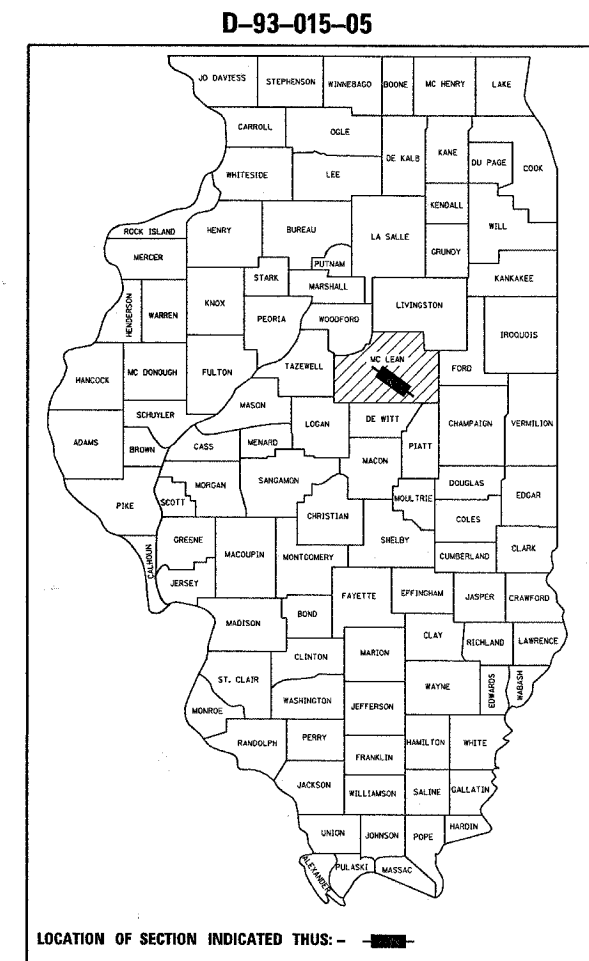 D-93-015-05
JO DAVIESS
STEPHENSON
WINNEBAGO
BOONE
MC HENRY
LAKE
CARROLL
OGLE
DE KALB
KANE
DU PAGE
COOK
WHITESIDE
LEE
KENDALL
WILL
ROCK ISLAND
HENRY
BUREAU
LA SALLE
GRUNDY
MERCER
PUTNAM
KANKAKEE
STARK
MARSHALL
LIVINGSTON
HENDERSON
WARREN
KNOX
PEORIA
WOODFORD
IROQUOIS
HANCOCK
MC DONOUGH
FULTON
TAZEWELL
MC LEAN
FORD
MASON
SCHUYLER
LOGAN
DE WITT
CHAMPAIGN
VERMILION
ADAMS
BROWN
CASS
MENARD
PIATT
MACON
PIKE
SCOTT
MORGAN
SANGAMON
MOULTRIE
DOUGLAS
EDGAR
CHRISTIAN
COLES
GREENE
CALHOUN
MACOUPIN
MONTGOMERY
SHELBY
CUMBERLAND
CLARK
JERSEY
FAYETTE
EFFINGHAM
JASPER
CRAWFORD
MADISON
BOND
CLAY
RICHLAND
LAWRENCE
CLINTON
MARION
ST. CLAIR
WAYNE
EDWARDS
WABASH
WASHINGTON
JEFFERSON
MONROE
RANDOLPH
PERRY
HAMILTON
WHITE
FRANKLIN
JACKSON
WILLIAMSON
SALINE
GALLATIN
UNION
JOHNSON
POPE
HARDIN
ALEXANDER
PULASKI
MASSAC
LOCATION OF SECTION INDICATED THUS: -